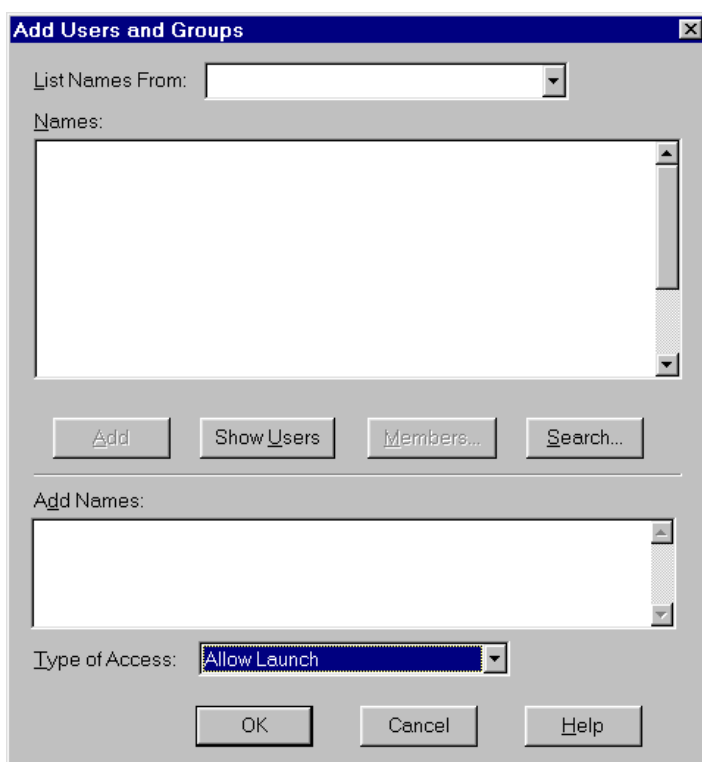 Add Users and Groups
List Names From:
Names:
Add
Show Users
Members...
Search...
Add Names:
Type of Access:
Allow Launch
OK
Cancel
Help